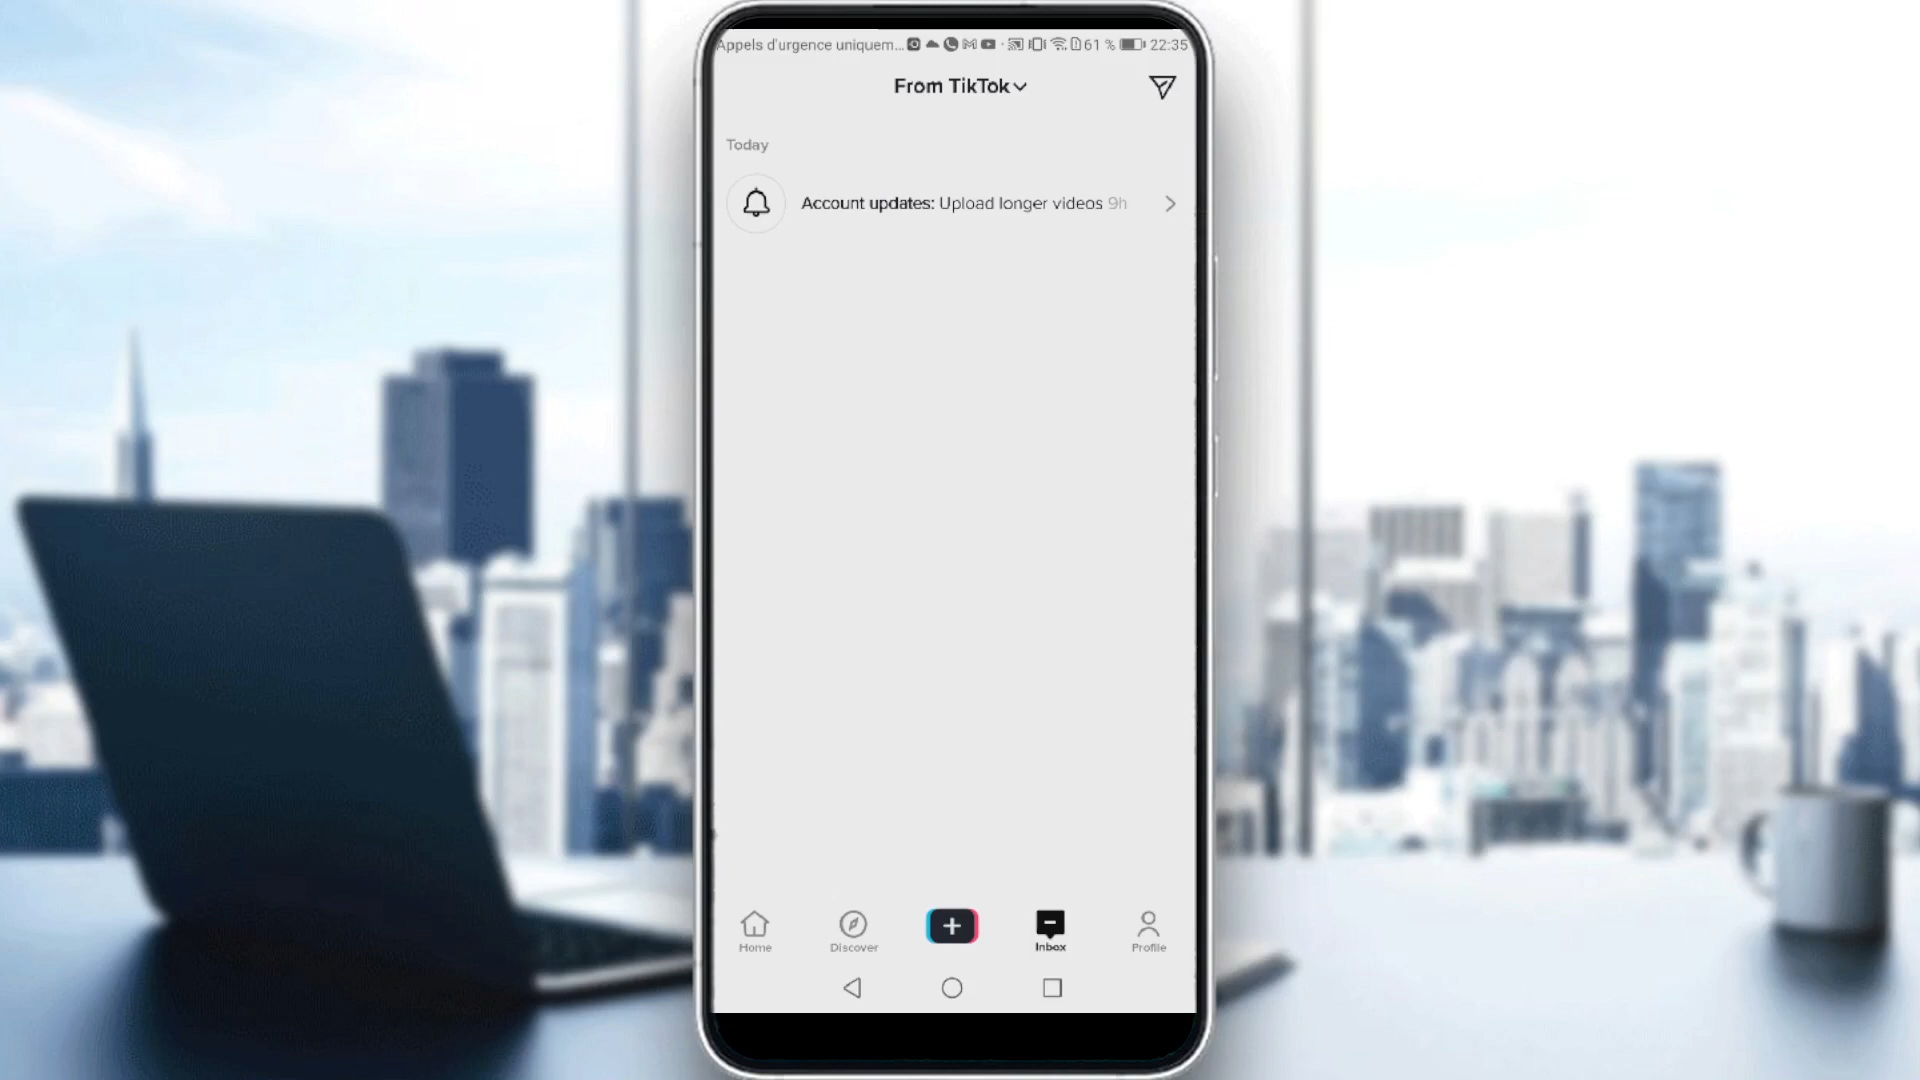 Appels d'urgence uniquem... 61 % 22:35
From TikTok
Today
Account updates: Upload longer videos 9h
Home Discover Inbox Profile